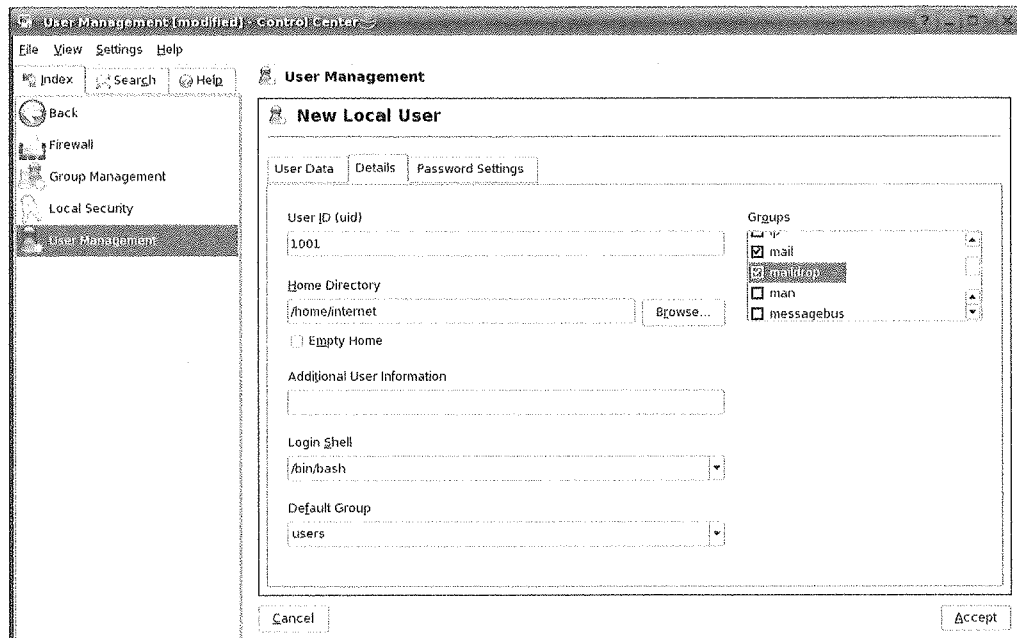 User Management [modified] - Control Center
File View Settings Help
Index Search Help
Back
Firewall
Group Management
Local Security
User Management
User Management
New Local User
User Data Details Password Settings
User ID (uid)
1001
Home Directory
/home/internet
Browse...
Empty Home
Additional User Information
Login Shell
/bin/bash
Default Group
users
Groups
mail
maildrop
man
messagebus
Cancel
Accept